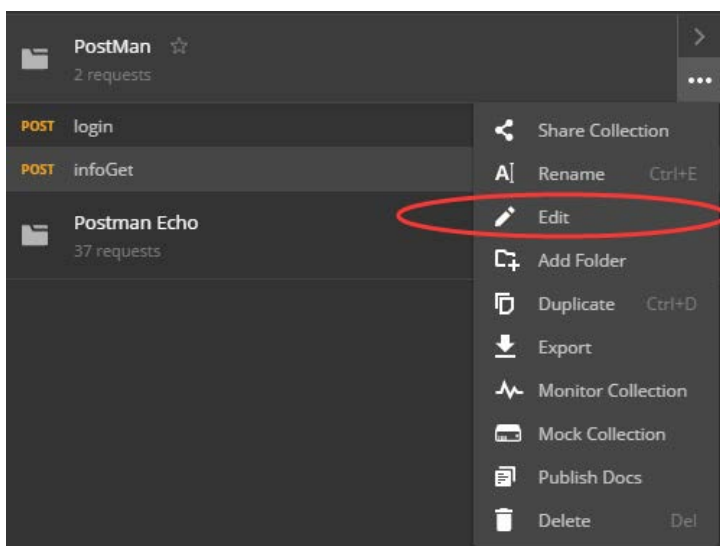 PostMan
2 requests
POST login
POST infoGet
Postman Echo
37 requests
Share Collection
Rename Ctrl+E
Edit
Add Folder
Duplicate Ctrl+D
Export
Monitor Collection
Mock Collection
Publish Docs
Delete Del